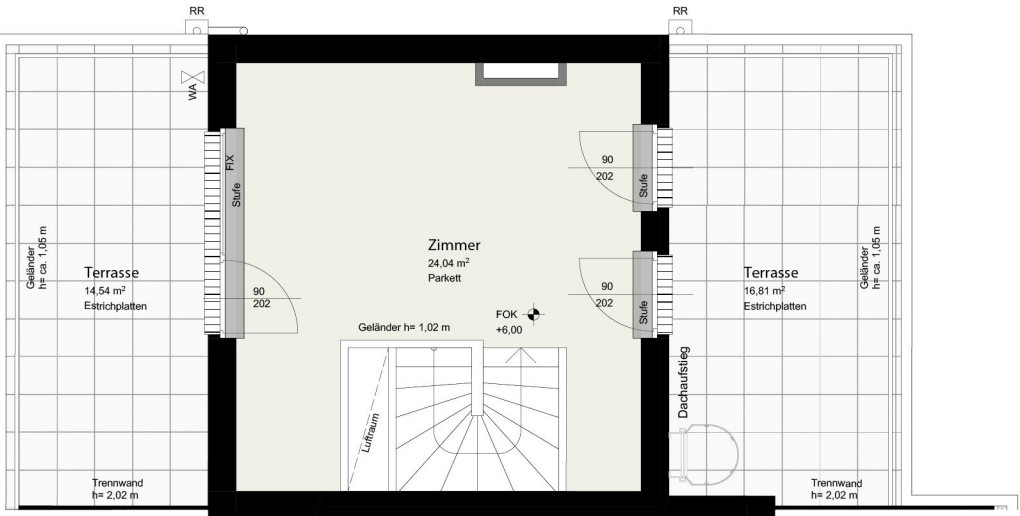 RR
RR
WA
FIX
Stufe
90
202
Stufe
Zimmer
24,04 m²
Parkett
Geländer
h= ca. 1,05 m
Terrasse
14,54 m²
Estrichplatten
90
202
90
202
Stufe
Terrasse
16,81 m²
Estrichplatten
Geländer
h= ca. 1,05 m
FOK
+6,00
Geländer h= 1,02 m
Luftraum
Dachaufstieg
Trennwand
h= 2,02 m
Trennwand
h= 2,02 m